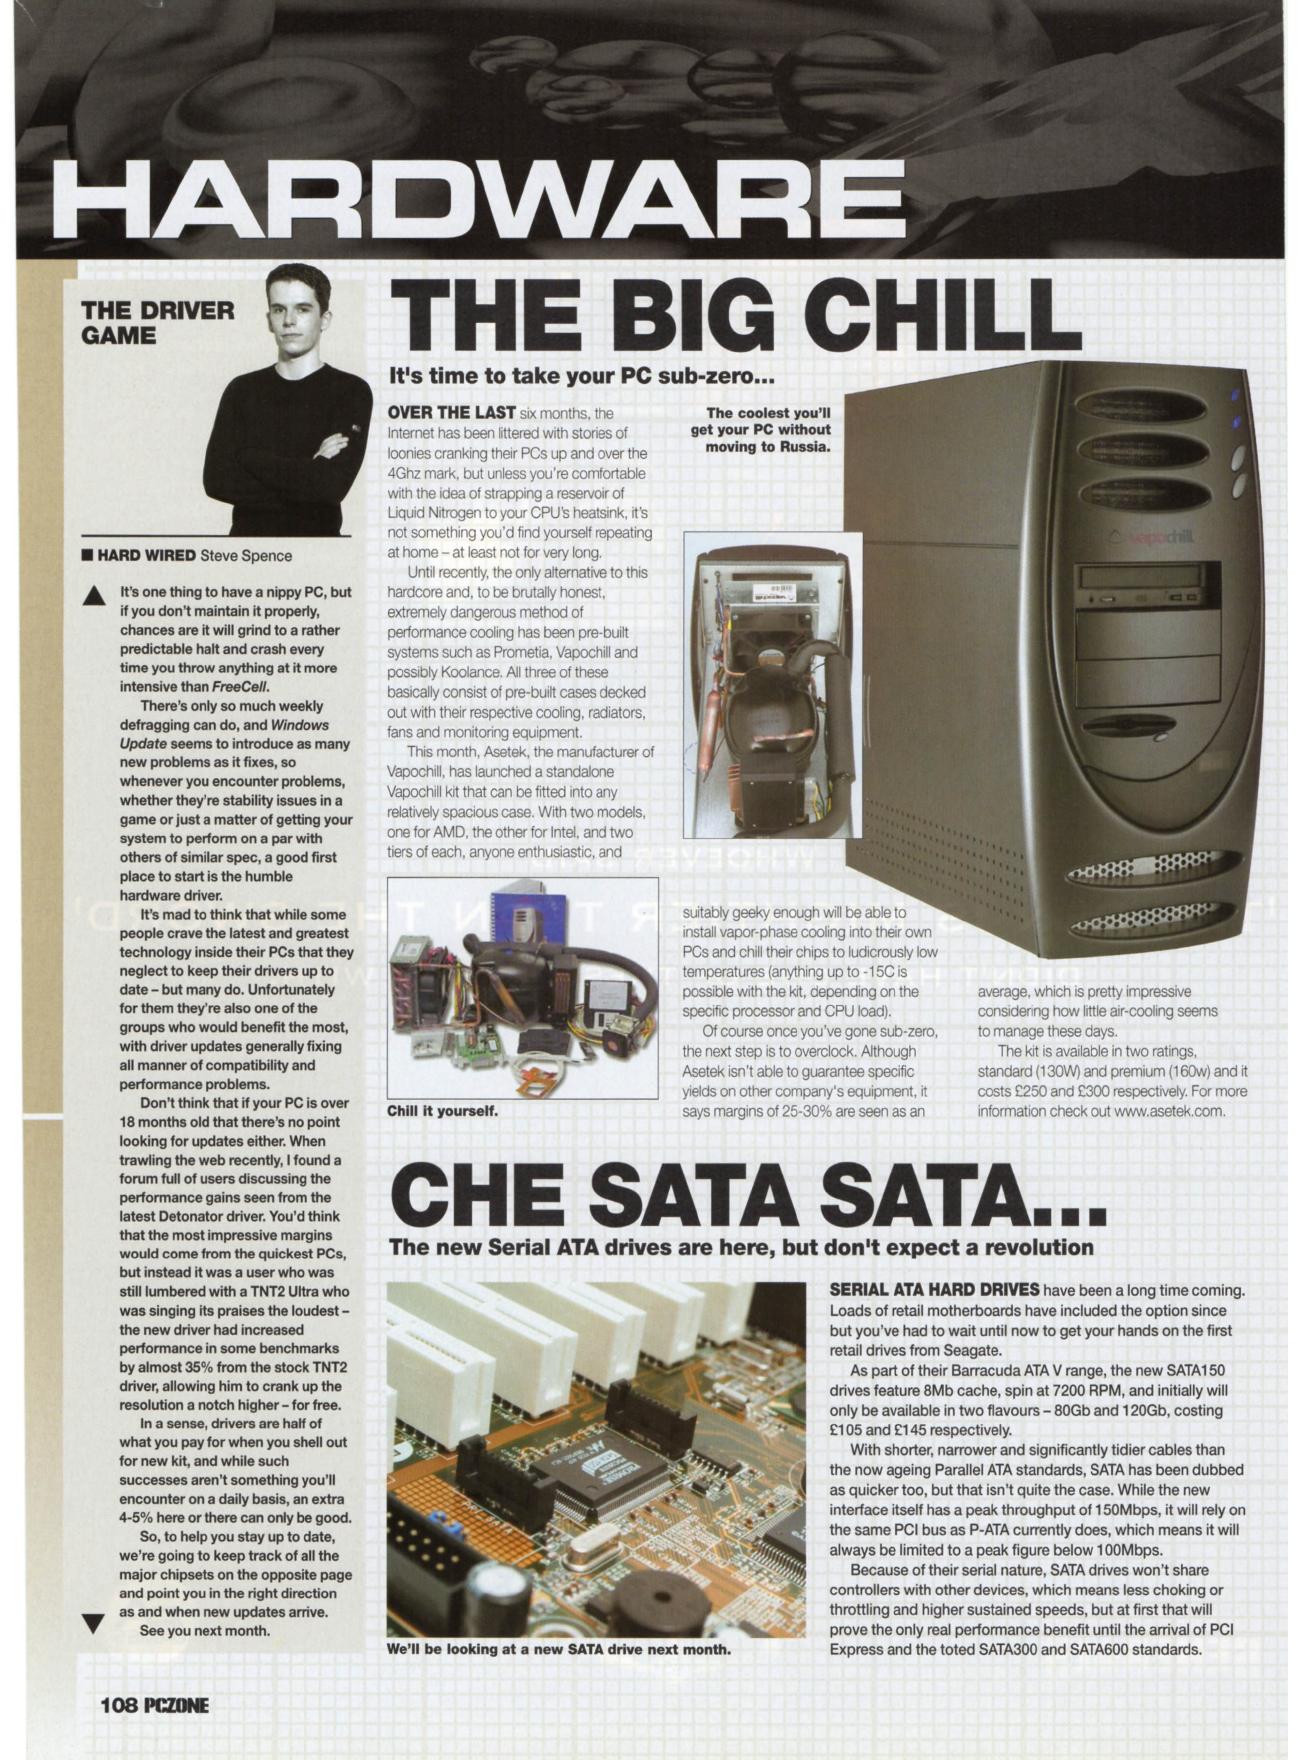 HARDWARE
THE DRIVER
GAME
■ HARD WIRED Steve Spence
▲ It's one thing to have a nippy PC, but
if you don't maintain it properly,
chances are it will grind to a rather
predictable halt and crash every
time you throw anything at it more
intensive than FreeCell.
There's only so much weekly
defragging can do, and Windows
Update seems to introduce as many
new problems as it fixes, so
whenever you encounter problems,
whether they're stability issues in a
game or just a matter of getting your
system to perform on a par with
others of similar spec, a good first
place to start is the humble
hardware driver.
It's mad to think that while some
people crave the latest and greatest
technology inside their PCs that they
neglect to keep their drivers up to
date – but many do. Unfortunately
for them they're also one of the
groups who would benefit the most,
with driver updates generally fixing
all manner of compatibility and
performance problems.
Don't think that if your PC is over
18 months old that there's no point
looking for updates either. When
trawling the web recently, I found a
forum full of users discussing the
performance gains seen from the
latest Detonator driver. You'd think
that the most impressive margins
would come from the quickest PCs,
but instead it was a user who was
still lumbered with a TNT2 Ultra who
was singing its praises the loudest –
the new driver had increased
performance in some benchmarks
by almost 35% from the stock TNT2
driver, allowing him to crank up the
resolution a notch higher – for free.
In a sense, drivers are half of
what you pay for when you shell out
for new kit, and while such
successes aren't something you'll
encounter on a daily basis, an extra
4-5% here or there can only be good.
So, to help you stay up to date,
we're going to keep track of all the
major chipsets on the opposite page
and point you in the right direction
as and when new updates arrive.
▼ See you next month.
THE BIG CHILL
It's time to take your PC sub-zero...
OVER THE LAST six months, the
Internet has been littered with stories of
loonies cranking their PCs up and over the
4Ghz mark, but unless you're comfortable
with the idea of strapping a reservoir of
Liquid Nitrogen to your CPU's heatsink, it's
not something you'd find yourself repeating
at home – at least not for very long.
Until recently, the only alternative to this
hardcore and, to be brutally honest,
extremely dangerous method of
performance cooling has been pre-built
systems such as Prometia, Vapochill and
possibly Koolance. All three of these
basically consist of pre-built cases decked
out with their respective cooling, radiators,
fans and monitoring equipment.
This month, Asetek, the manufacturer of
Vapochill, has launched a standalone
Vapochill kit that can be fitted into any
relatively spacious case. With two models,
one for AMD, the other for Intel, and two
tiers of each, anyone enthusiastic, and
The coolest you'll
get your PC without
moving to Russia.
vapochill
Chill it yourself.
suitably geeky enough will be able to
install vapor-phase cooling into their own
PCs and chill their chips to ludicrously low
temperatures (anything up to -15C is
possible with the kit, depending on the
specific processor and CPU load).
Of course once you've gone sub-zero,
the next step is to overclock. Although
Asetek isn't able to guarantee specific
yields on other company's equipment, it
says margins of 25-30% are seen as an
average, which is pretty impressive
considering how little air-cooling seems
to manage these days.
The kit is available in two ratings,
standard (130W) and premium (160w) and it
costs £250 and £300 respectively. For more
information check out www.asetek.com.
CHE SATA SATA...
The new Serial ATA drives are here, but don't expect a revolution
We'll be looking at a new SATA drive next month.
SERIAL ATA HARD DRIVES have been a long time coming.
Loads of retail motherboards have included the option since
but you've had to wait until now to get your hands on the first
retail drives from Seagate.
As part of their Barracuda ATA V range, the new SATA150
drives feature 8Mb cache, spin at 7200 RPM, and initially will
only be available in two flavours – 80Gb and 120Gb, costing
£105 and £145 respectively.
With shorter, narrower and significantly tidier cables than
the now ageing Parallel ATA standards, SATA has been dubbed
as quicker too, but that isn't quite the case. While the new
interface itself has a peak throughput of 150Mbps, it will rely on
the same PCI bus as P-ATA currently does, which means it will
always be limited to a peak figure below 100Mbps.
Because of their serial nature, SATA drives won't share
controllers with other devices, which means less choking or
throttling and higher sustained speeds, but at first that will
prove the only real performance benefit until the arrival of PCI
Express and the toted SATA300 and SATA600 standards.
108 PCZONE